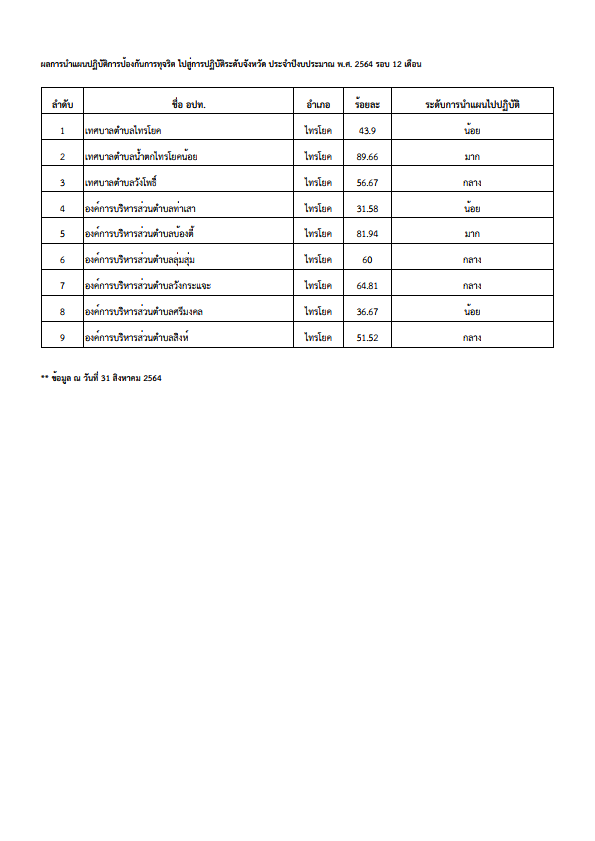 ผลการนำแผนปฏิบัติการป้องกันการทุจริต ไปสู่การปฏิบัติระดับจังหวัด ประจำปีงบประมาณ พ.ศ. 2564 รอบ 12 เดือน
ลำดับ ชื่อ อปท. อำเภอ ร้อยละ ระดับการนำแผนไปปฏิบัติ
1 เทศบาลตำบลไทรโยค ไทรโยค 43.9 น้อย
2 เทศบาลตำบลน้ำตกไทรโยคน้อย ไทรโยค 89.66 มาก
3 เทศบาลตำบลวังโพธิ์ ไทรโยค 56.67 กลาง
4 องค์การบริหารส่วนตำบลท่าเสา ไทรโยค 31.58 น้อย
5 องค์การบริหารส่วนตำบลบ้องตี้ ไทรโยค 81.94 มาก
6 องค์การบริหารส่วนตำบลลุ่มสุ่ม ไทรโยค 60 กลาง
7 องค์การบริหารส่วนตำบลวังกระแจะ ไทรโยค 64.81 กลาง
8 องค์การบริหารส่วนตำบลศรีมงคล ไทรโยค 36.67 น้อย
9 องค์การบริหารส่วนตำบลสิงห์ ไทรโยค 51.52 กลาง
** ข้อมูล ณ วันที่ 31 สิงหาคม 2564